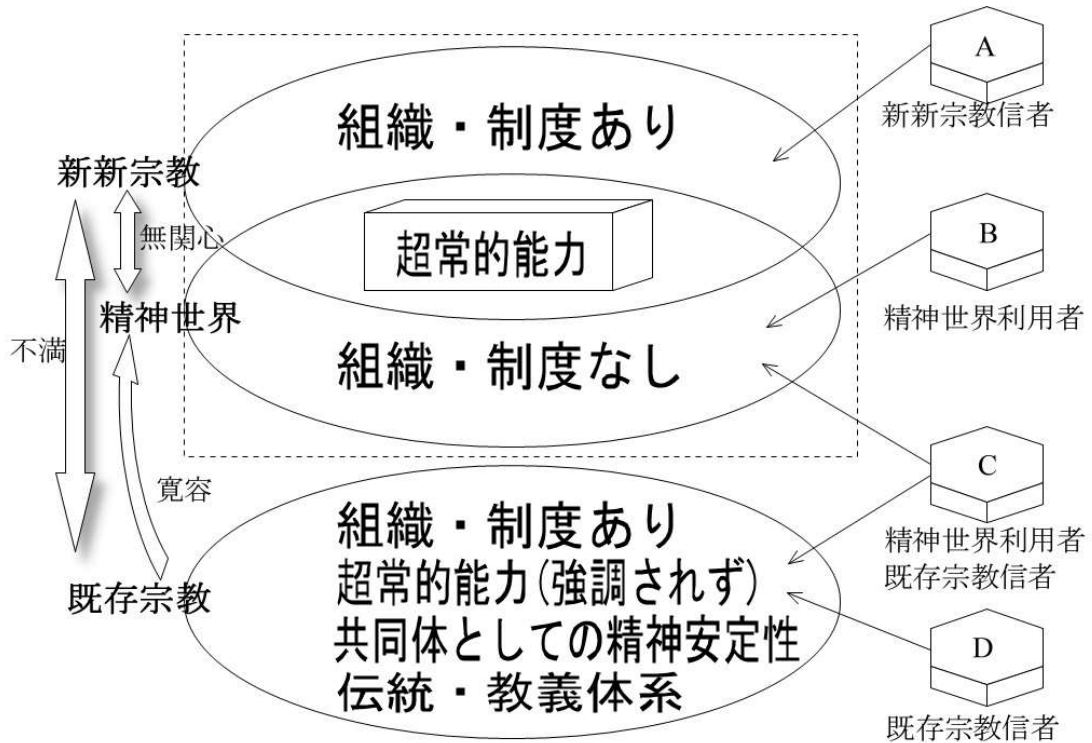 組織・制度あり
A
新新宗教信者
新新宗教
無関心
超常的能力
B
精神世界利用者
精神世界
不満
組織・制度なし
寛容
C
精神世界利用者
既存宗教信者
組織・制度あり
超常的能力(強調されず)
共同体としての精神安定性
伝統・教義体系
既存宗教
D
既存宗教信者